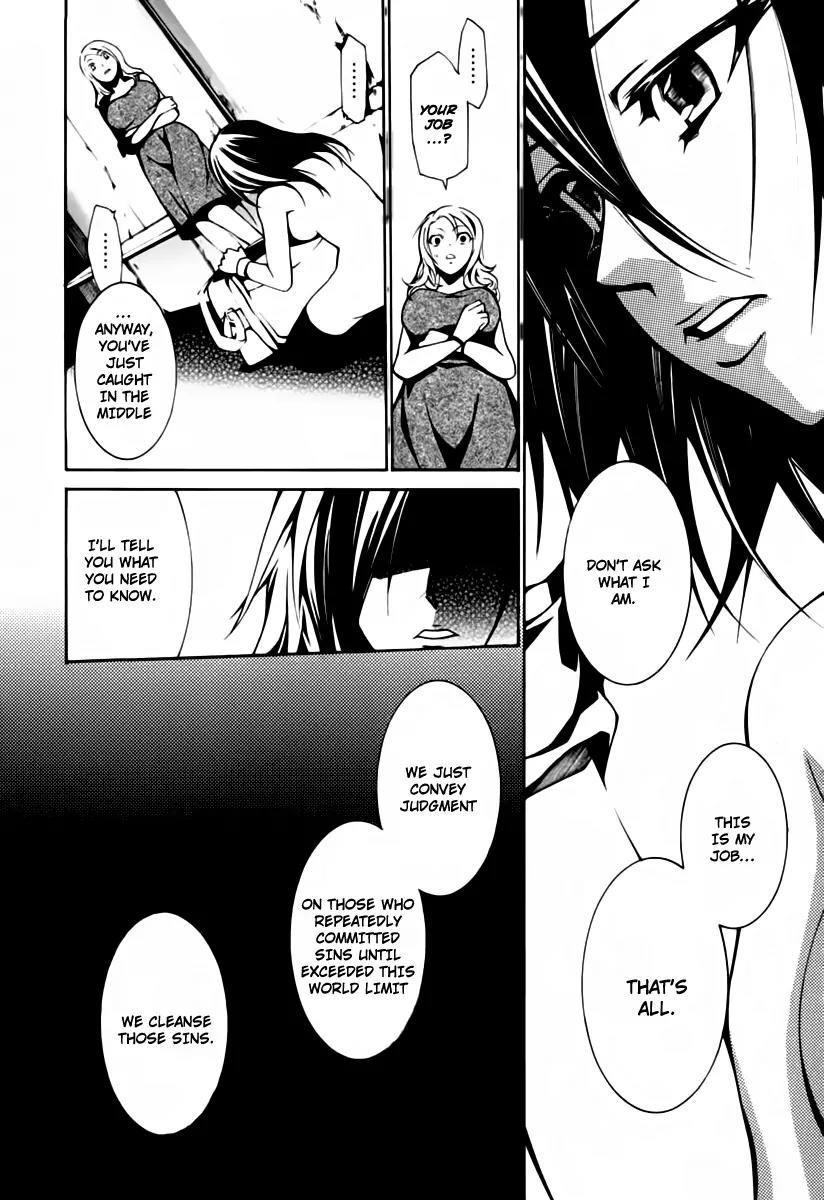 DON'T ASK
WHAT I
AM.
THIS
IS MY
JOB...
THAT'S
ALL.
......
YOUR
JOB
...?
......
......
...
ANYWAY,
YOU'VE
JUST
CAUGHT
IN THE
MIDDLE
I'LL TELL
YOU WHAT
YOU NEED
TO KNOW.
WE JUST
CONVEY
JUDGMENT
ON THOSE WHO
REPEATEDLY
COMMITTED
SINS UNTIL
EXCEEDED THIS
WORLD LIMIT
WE CLEANSE
THOSE SINS.